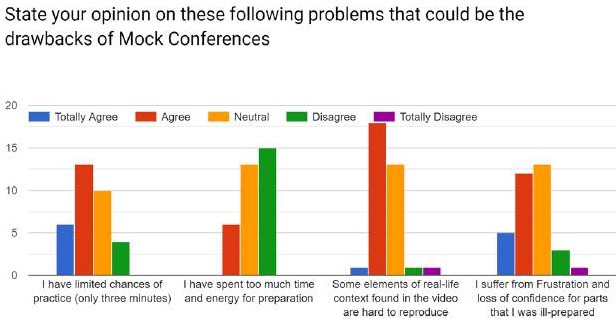 State your opinion on these following problems that could be the
drawbacks of Mock Conferences
20
Totally Agree Agree Neutral Disagree Totally Disagree
15
10
5
0
I have limited chances of
practice (only three minutes)
I have spent too much time
and energy for preparation
Some elements of real-life
context found in the video
are hard to reproduce
I suffer from Frustration and
loss of confidence for parts
that I was ill-prepared